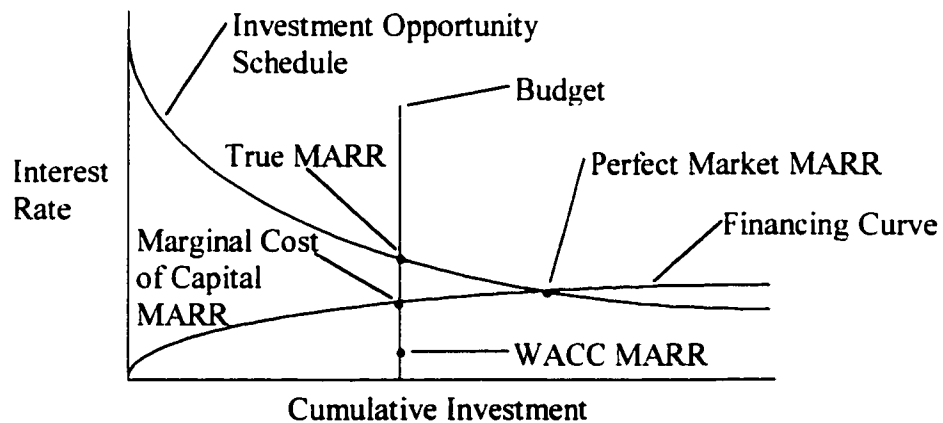 Investment Opportunity
Schedule
Budget
True MARR
Perfect Market MARR
Interest
Rate
Financing Curve
Marginal Cost
of Capital
MARR
WACC MARR
Cumulative Investment